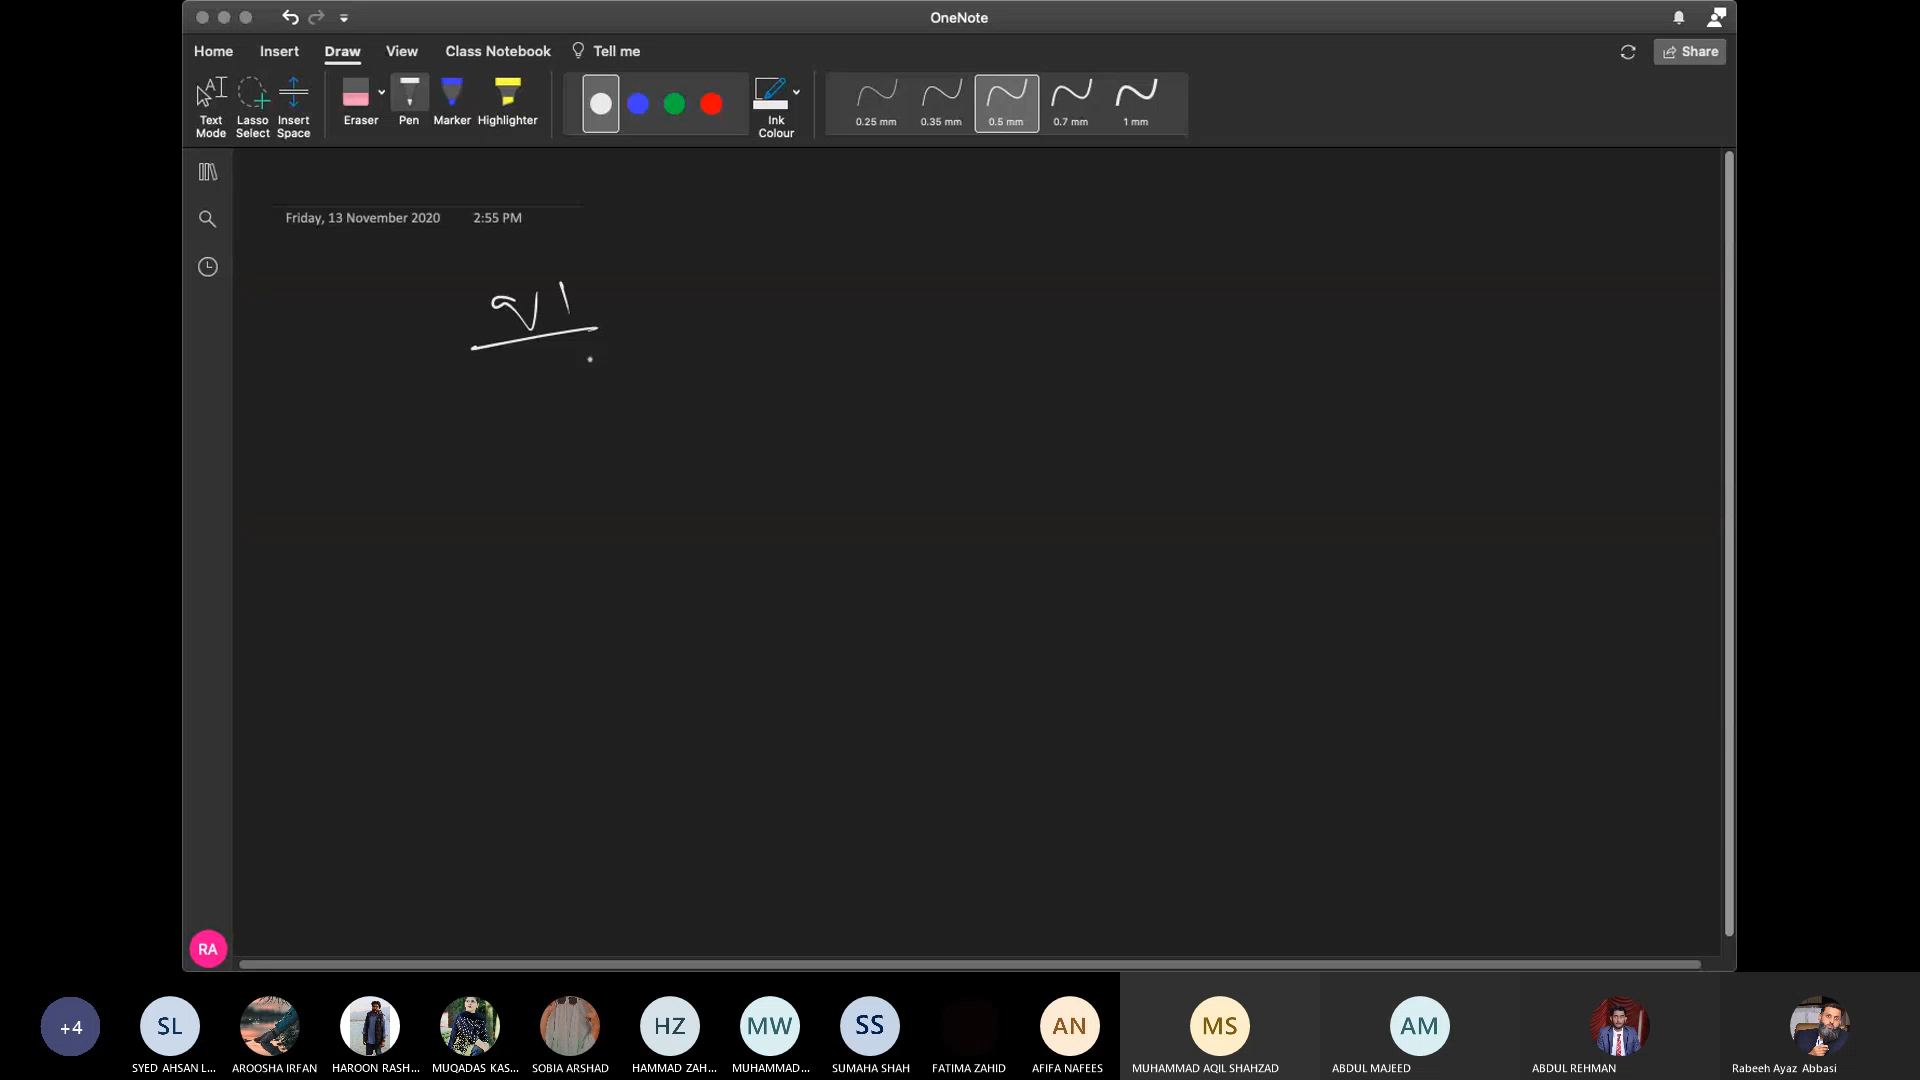 OneNote
Home Insert Draw View Class Notebook Tell me Share
Text Mode
Lasso Select
Insert Space
Eraser
Pen
Marker
Highlighter
Ink Colour
0.25 mm
0.35 mm
0.5 mm
0.7 mm
1 mm
Friday, 13 November 2020 2:55 PM
RA
+4 SL HZ MW SS AN MS AM
SYED AHSAN L... AROOSHA IRFAN HAROON RASH... MUQADAS KAS... SOBIA ARSHAD HAMMAD ZAH... MUHAMMAD... SUMAHA SHAH FATIMA ZAHID AFIFA NAFEES MUHAMMAD AQIL SHAHZAD ABDUL MAJEED ABDUL REHMAN Rabeeh Ayaz Abbasi